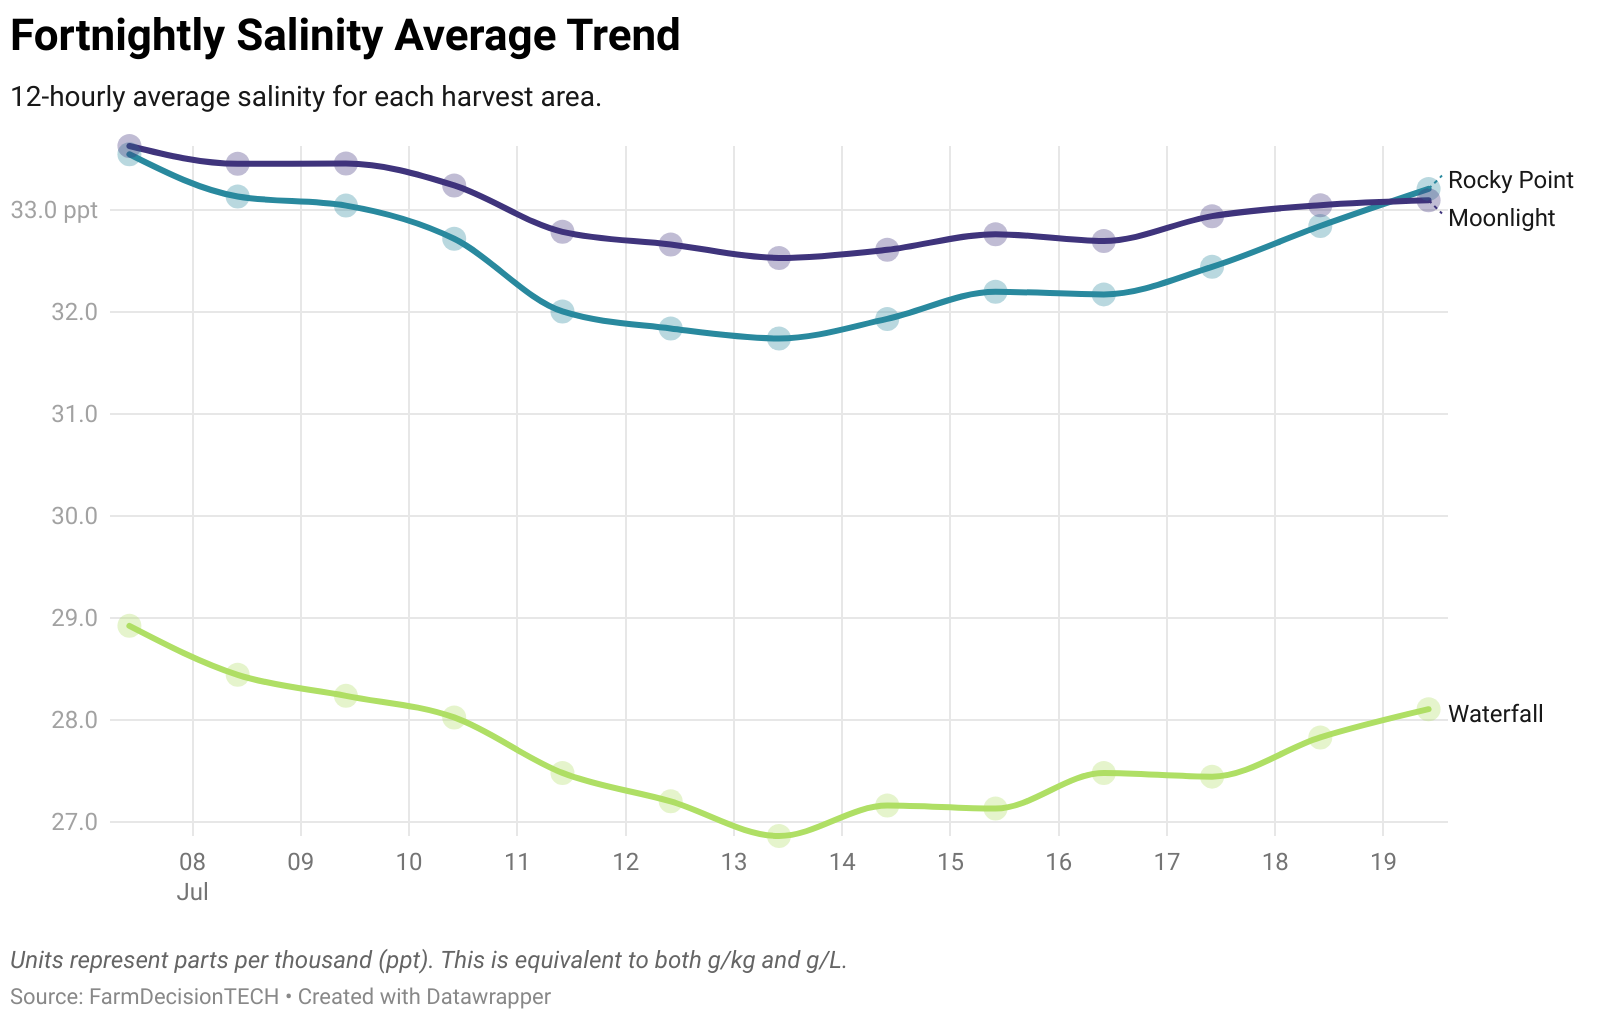 Fortnightly Salinity Average Trend
12-hourly average salinity for each harvest area.
33.0 ppt
32.0
31.0
30.0
29.0
28.0
27.0
Rocky Point
Moonlight
Waterfall
08 09 10 11 12 13 14 15 16 17 18 19
Jul
Units represent parts per thousand (ppt). This is equivalent to both g/kg and g/L.
Source: FarmDecisionTECH • Created with Datawrapper